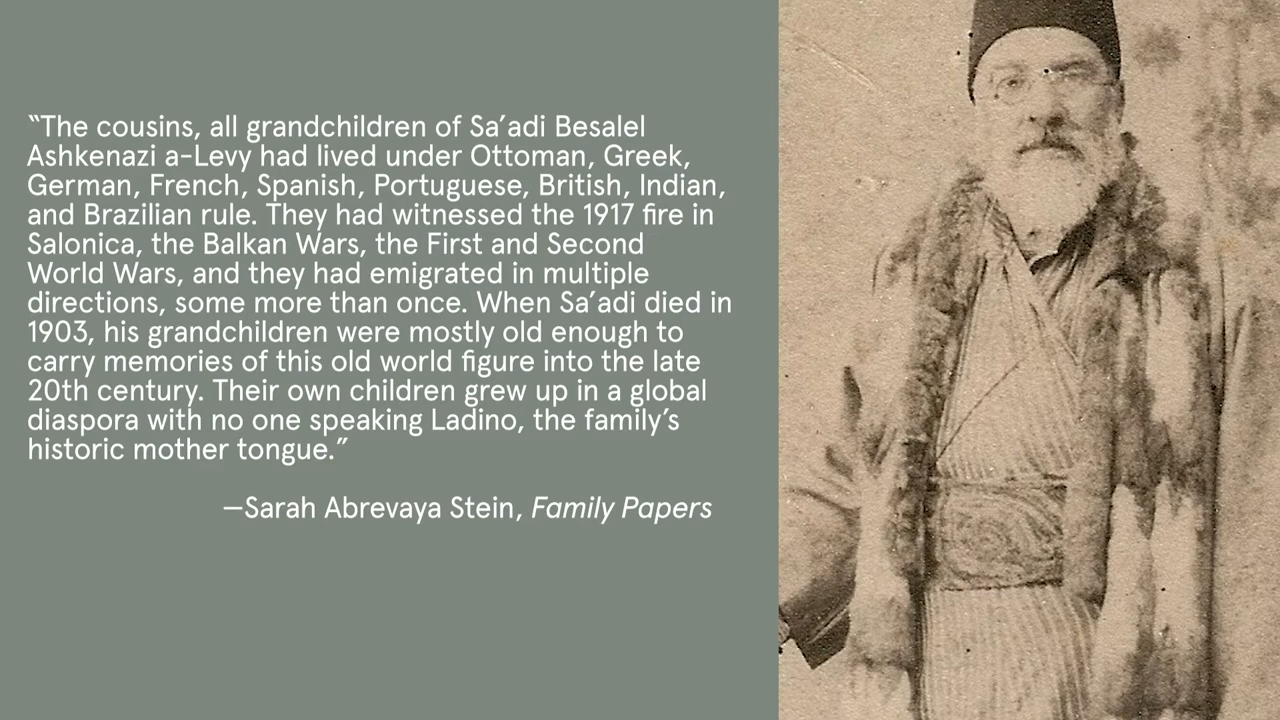 “The cousins, all grandchildren of Sa’adi Besalel
Ashkenazi a-Levy had lived under Ottoman, Greek,
German, French, Spanish, Portuguese, British, Indian,
and Brazilian rule. They had witnessed the 1917 fire in
Salonica, the Balkan Wars, the First and Second
World Wars, and they had emigrated in multiple
directions, some more than once. When Sa’adi died in
1903, his grandchildren were mostly old enough to
carry memories of this old world figure into the late
20th century. Their own children grew up in a global
diaspora with no one speaking Ladino, the family’s
historic mother tongue.”
—Sarah Abrevaya Stein, Family Papers